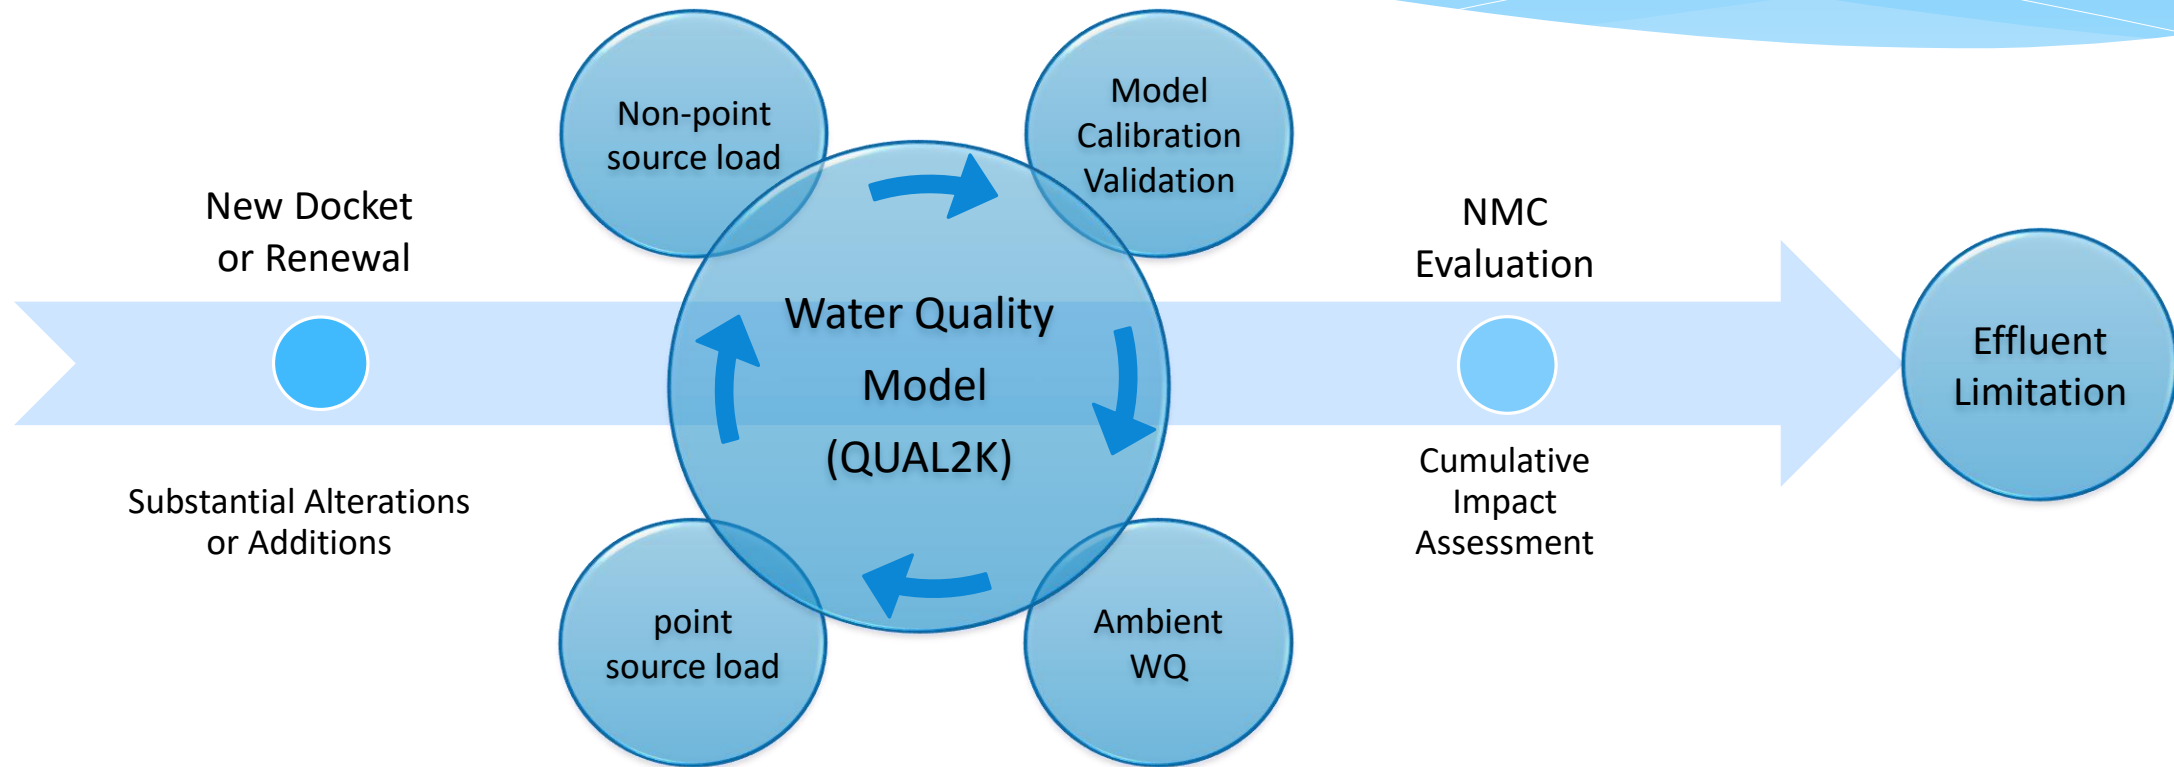 New Docket
or Renewal
Substantial Alterations
or Additions
Non-point
source load
Model
Calibration
Validation
Water Quality
Model
(QUAL2K)
point
source load
Ambient
WQ
NMC
Evaluation
Cumulative
Impact
Assessment
Effluent
Limitation